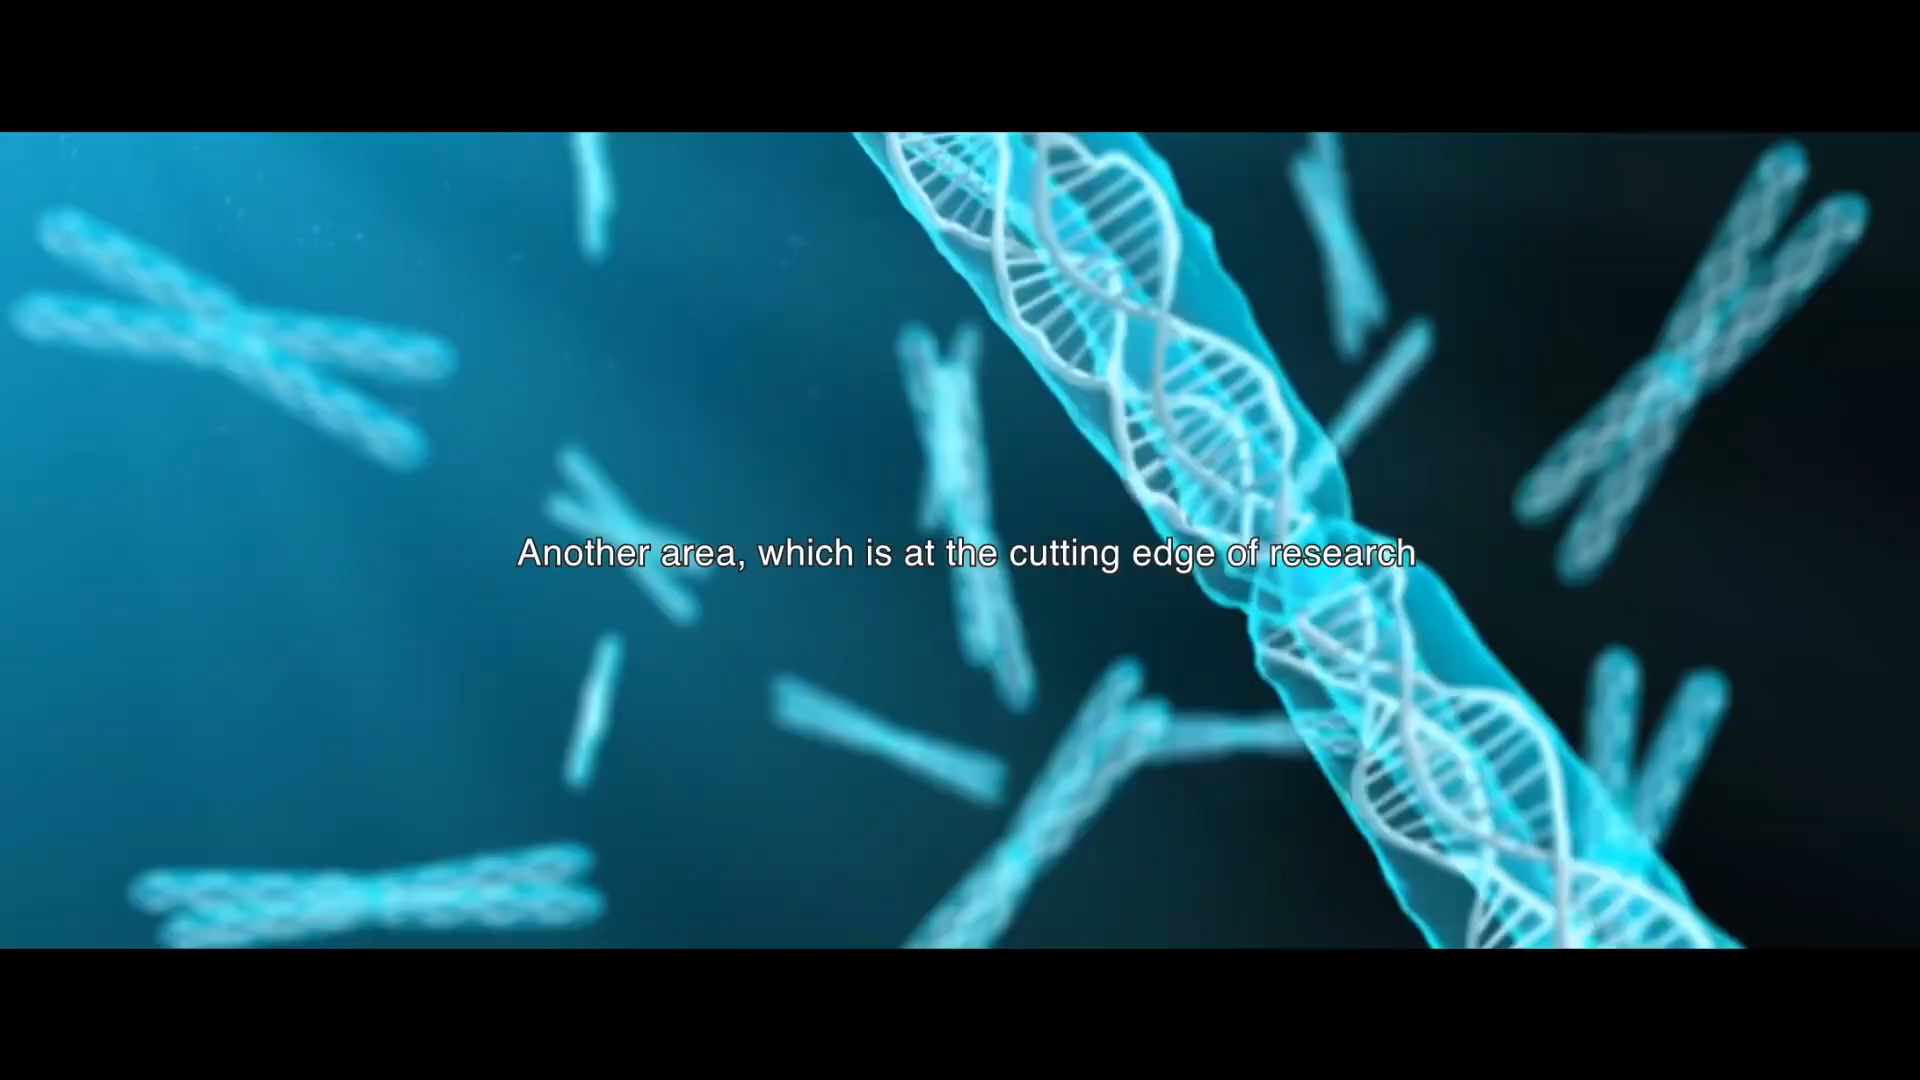 Another area, which is at the cutting edge of research